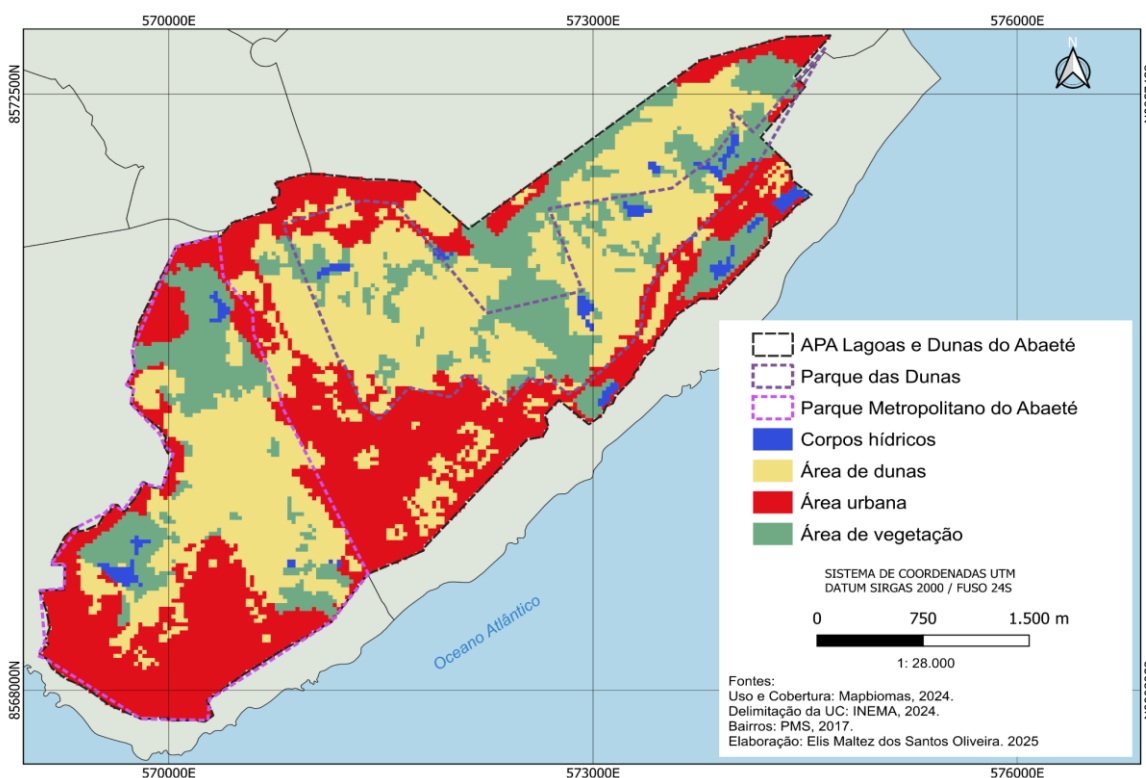 570000E
573000E
576000E
8572500N
N
APA Lagoas e Dunas do Abaeté
Parque das Dunas
Parque Metropolitano do Abaeté
Corpos hídricos
Área de dunas
Área urbana
Área de vegetação
SISTEMA DE COORDENADAS UTM
DATUM SIRGAS 2000 / FUSO 24S
0
750
1.500 m
1: 28.000
Oceano Atlântico
8568000N
Fontes:
Uso e Cobertura: Mapbiomas, 2024.
Delimitação da UC: INEMA, 2024.
Bairros: PMS, 2017.
Elaboração: Elis Maltez dos Santos Oliveira. 2025
570000E
573000E
576000E